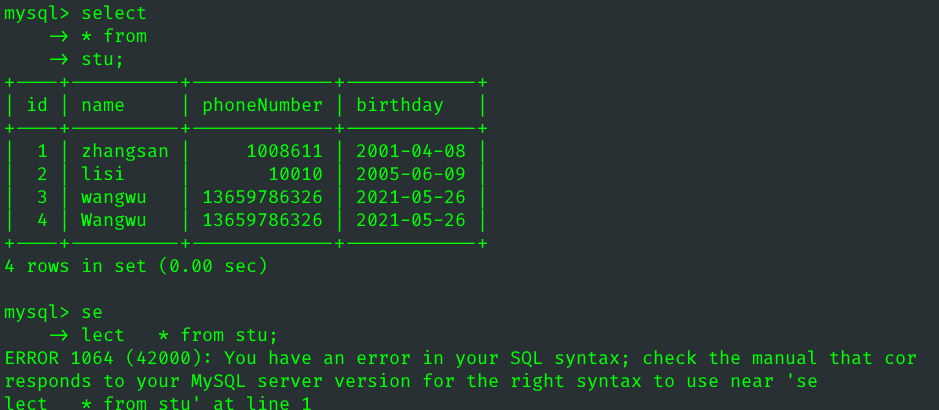 mysql> select
    -> * from
    -> stu;
+----+----------+-------------+------------+
| id | name     | phoneNumber | birthday   |
+----+----------+-------------+------------+
|  1 | zhangsan |     1008611 | 2001-04-08 |
|  2 | lisi     |       10010 | 2005-06-09 |
|  3 | wangwu   | 13659786326 | 2021-05-26 |
|  4 | Wangwu   | 13659786326 | 2021-05-26 |
+----+----------+-------------+------------+
4 rows in set (0.00 sec)
mysql> se
    -> lect   * from stu;
ERROR 1064 (42000): You have an error in your SQL syntax; check the manual that cor
responds to your MySQL server version for the right syntax to use near 'se
lect   * from stu' at line 1